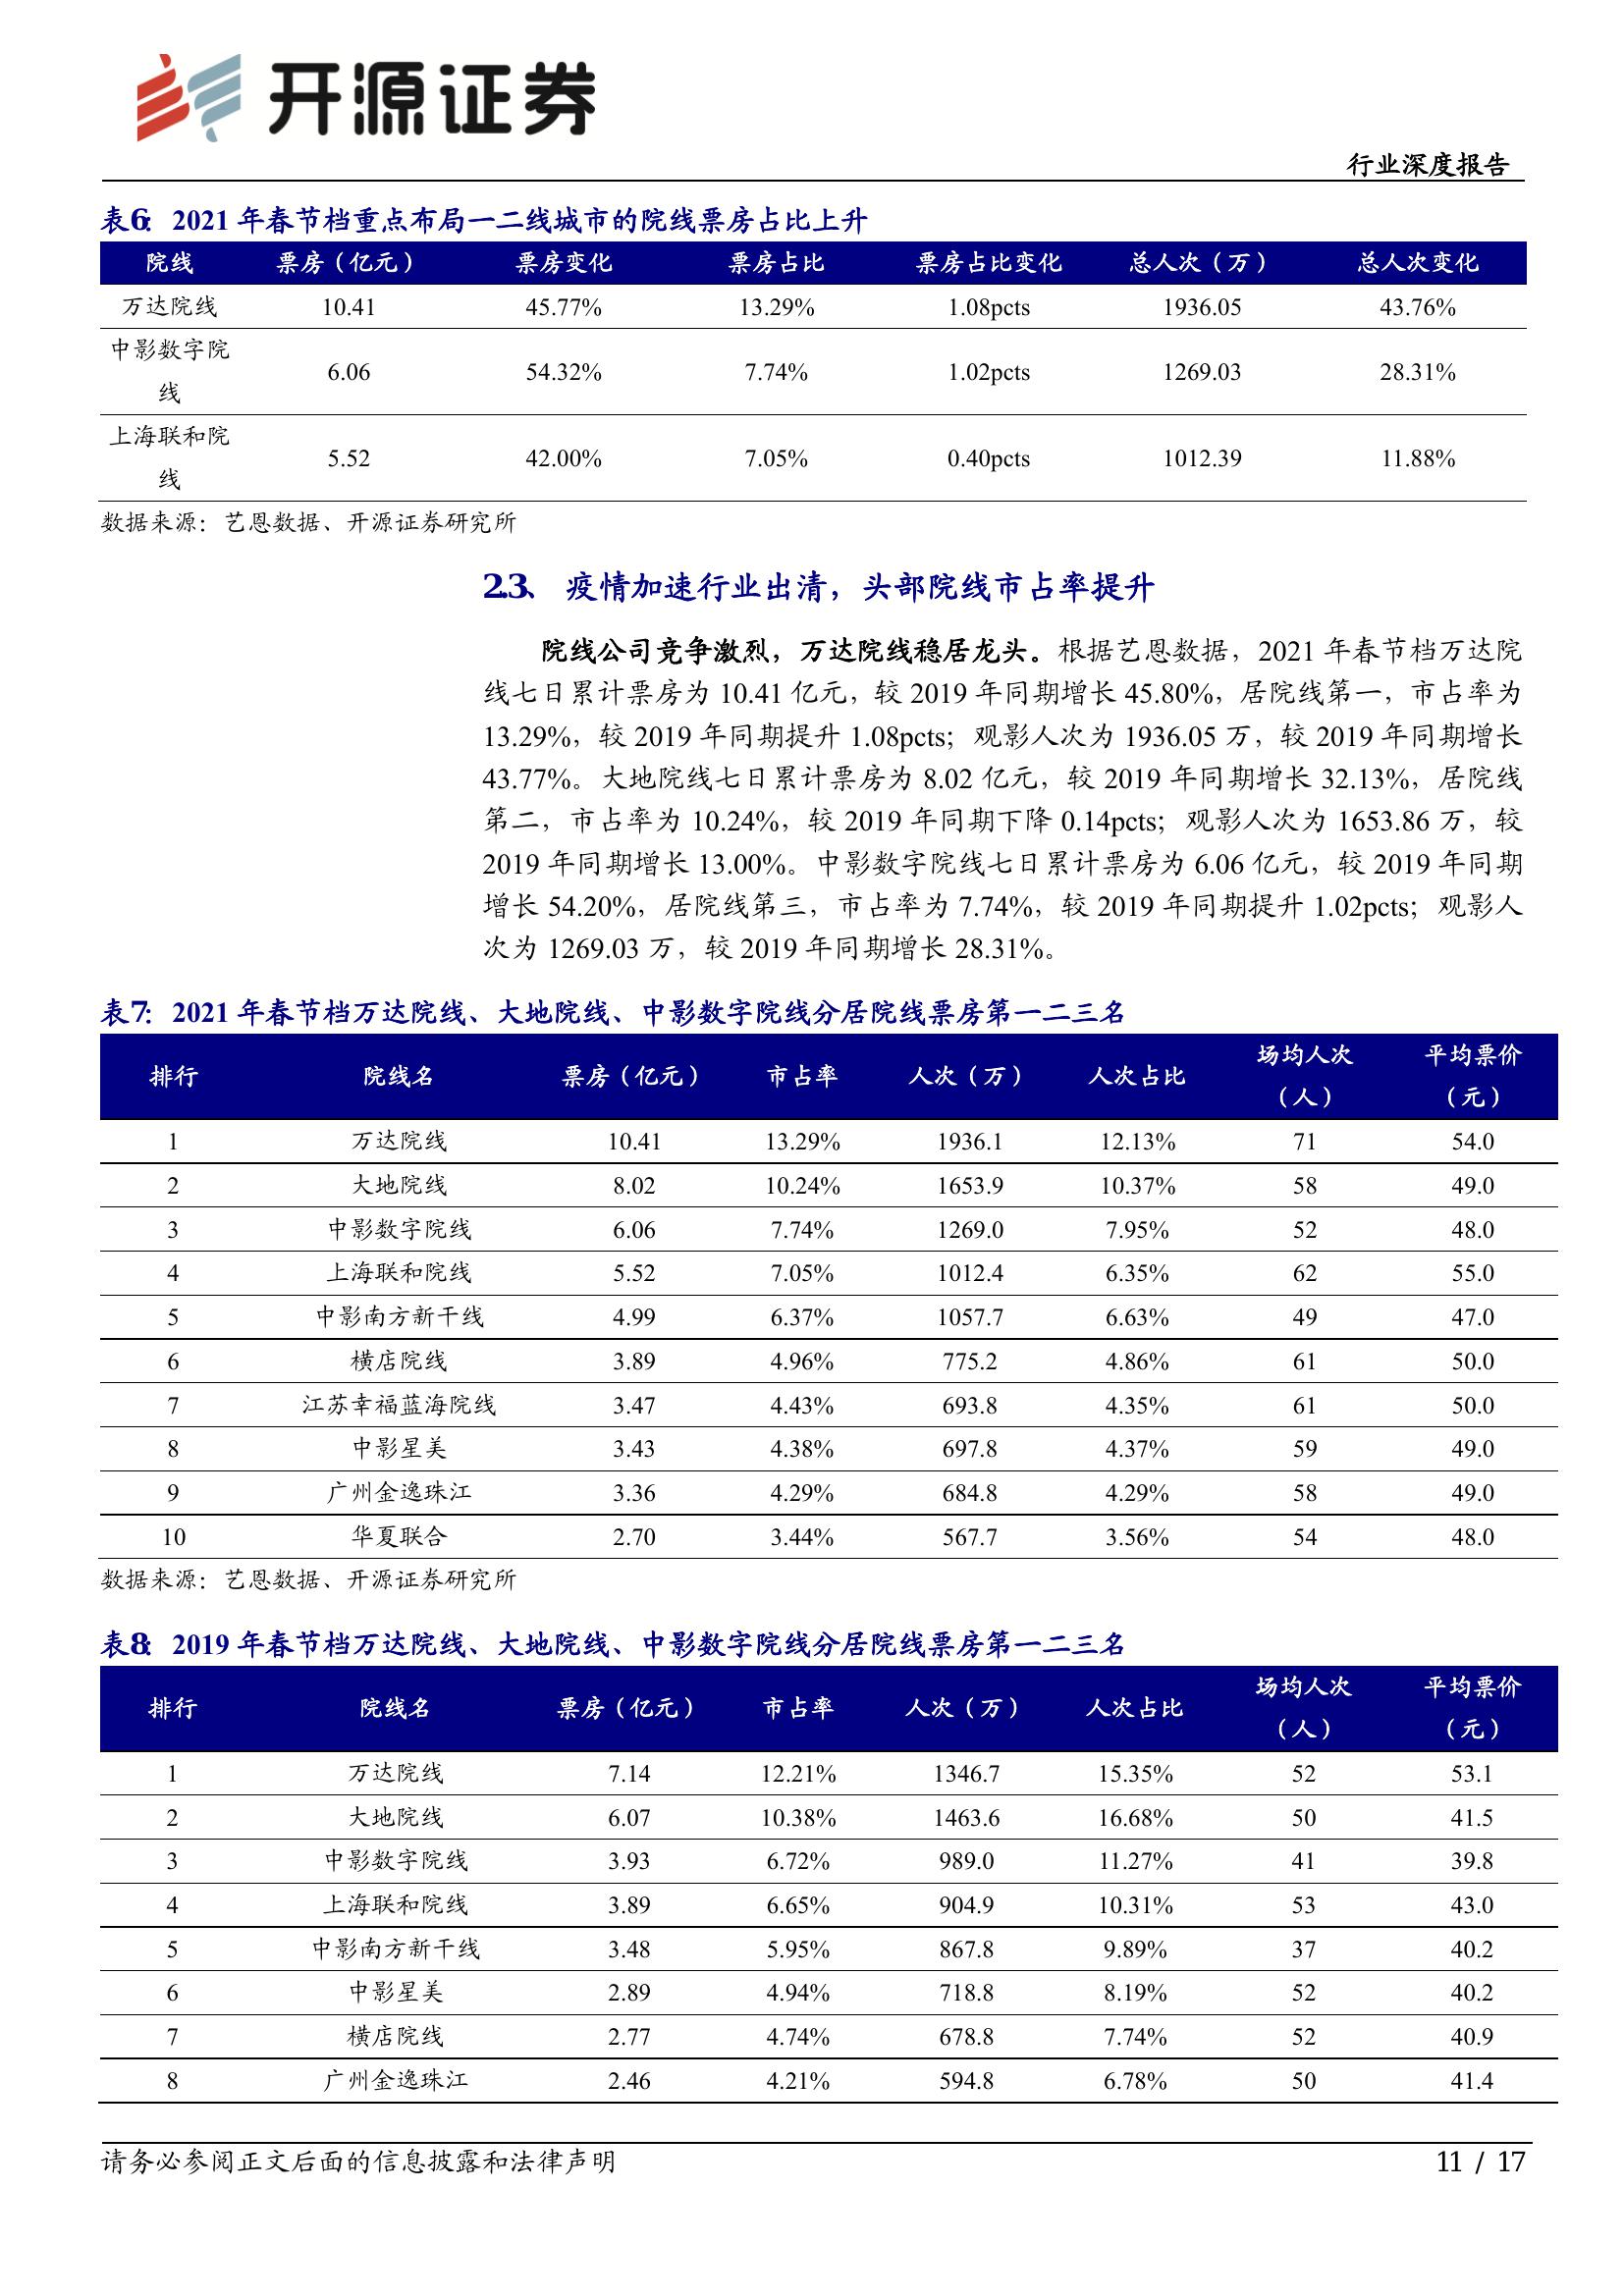 开源证券
行业深度报告
表6: 2021 年春节档重点布局一二线城市的院线票房占比上升
院线 票房（亿元） 票房变化 票房占比 票房占比变化 总人次（万） 总人次变化
万达院线 10.41 45.77% 13.29% 1.08pcts 1936.05 43.76%
中影数字院
线 6.06 54.32% 7.74% 1.02pcts 1269.03 28.31%
上海联和院
线 5.52 42.00% 7.05% 0.40pcts 1012.39 11.88%
数据来源：艺恩数据、开源证券研究所
2.3、 疫情加速行业出清，头部院线市占率提升
院线公司竞争激烈，万达院线稳居龙头。根据艺恩数据，2021 年春节档万达院
线七日累计票房为 10.41 亿元，较 2019 年同期增长 45.80%，居院线第一，市占率为
13.29%，较 2019 年同期提升 1.08pcts；观影人次为 1936.05 万，较 2019 年同期增长
43.77%。大地院线七日累计票房为 8.02 亿元，较 2019 年同期增长 32.13%，居院线
第二，市占率为 10.24%，较 2019 年同期下降 0.14pcts；观影人次为 1653.86 万，较
2019 年同期增长 13.00%。中影数字院线七日累计票房为 6.06 亿元，较 2019 年同期
增长 54.20%，居院线第三，市占率为 7.74%，较 2019 年同期提升 1.02pcts；观影人
次为 1269.03 万，较 2019 年同期增长 28.31%。
表7: 2021 年春节档万达院线、大地院线、中影数字院线分居院线票房第一二三名
排行 院线名 票房（亿元） 市占率 人次（万） 人次占比 场均人次（人） 平均票价（元）
1 万达院线 10.41 13.29% 1936.1 12.13% 71 54.0
2 大地院线 8.02 10.24% 1653.9 10.37% 58 49.0
3 中影数字院线 6.06 7.74% 1269.0 7.95% 52 48.0
4 上海联和院线 5.52 7.05% 1012.4 6.35% 62 55.0
5 中影南方新干线 4.99 6.37% 1057.7 6.63% 49 47.0
6 横店院线 3.89 4.96% 775.2 4.86% 61 50.0
7 江苏幸福蓝海院线 3.47 4.43% 693.8 4.35% 61 50.0
8 中影星美 3.43 4.38% 697.8 4.37% 59 49.0
9 广州金逸珠江 3.36 4.29% 684.8 4.29% 58 49.0
10 华夏联合 2.70 3.44% 567.7 3.56% 54 48.0
数据来源：艺恩数据、开源证券研究所
表8: 2019 年春节档万达院线、大地院线、中影数字院线分居院线票房第一二三名
排行 院线名 票房（亿元） 市占率 人次（万） 人次占比 场均人次（人） 平均票价（元）
1 万达院线 7.14 12.21% 1346.7 15.35% 52 53.1
2 大地院线 6.07 10.38% 1463.6 16.68% 50 41.5
3 中影数字院线 3.93 6.72% 989.0 11.27% 41 39.8
4 上海联和院线 3.89 6.65% 904.9 10.31% 53 43.0
5 中影南方新干线 3.48 5.95% 867.8 9.89% 37 40.2
6 中影星美 2.89 4.94% 718.8 8.19% 52 40.2
7 横店院线 2.77 4.74% 678.8 7.74% 52 40.9
8 广州金逸珠江 2.46 4.21% 594.8 6.78% 50 41.4
请务必参阅正文后面的信息披露和法律声明 11 / 17